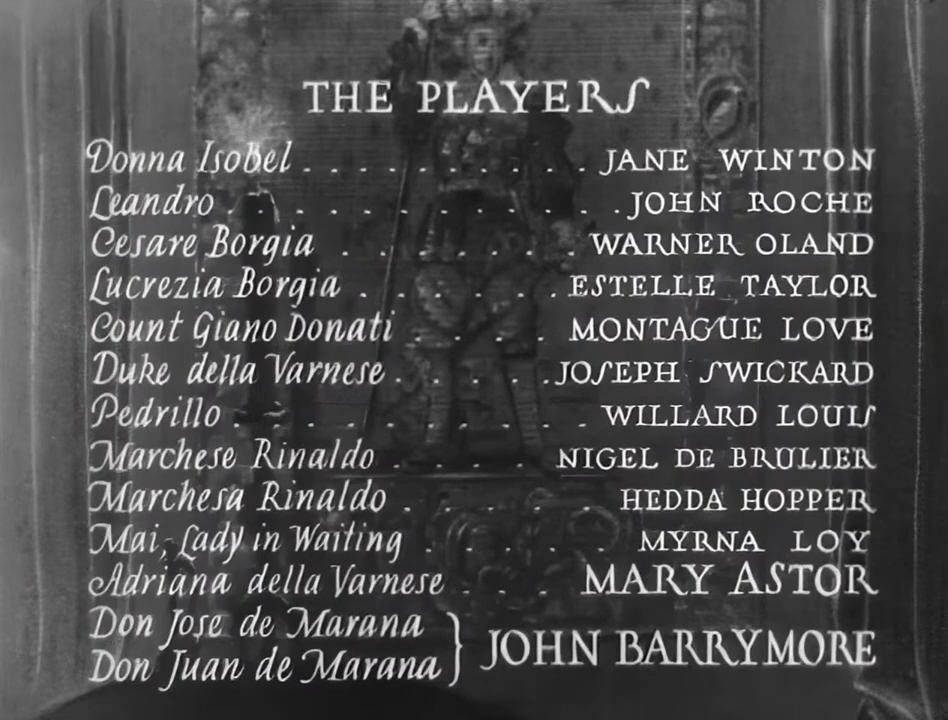 THE PLAYERS
Donna Isobel . . . . . . . . . . . . JANE WINTON
Leandro . . . . . . . . . . . . . JOHN ROCHE
Cesare Borgia . . . . . . . . . WARNER OLAND
Lucrezia Borgia . . . . . . . ESTELLE TAYLOR
Count Giano Donati . . . . . MONTAGUE LOVE
Duke della Varnese . . . . . . JOSEPH SWICKARD
Pedrillo . . . . . . . . . . . WILLARD LOUIS
Marchese Rinaldo . . . . . NIGEL DE BRULIER
Marchesa Rinaldo . . . . . . HEDDA HOPPER
Mai, Lady in Waiting . . . . . . MYRNA LOY
Adriana della Varnese . . . . MARY ASTOR
Don Jose de Marana
Don Juan de Marana } JOHN BARRYMORE